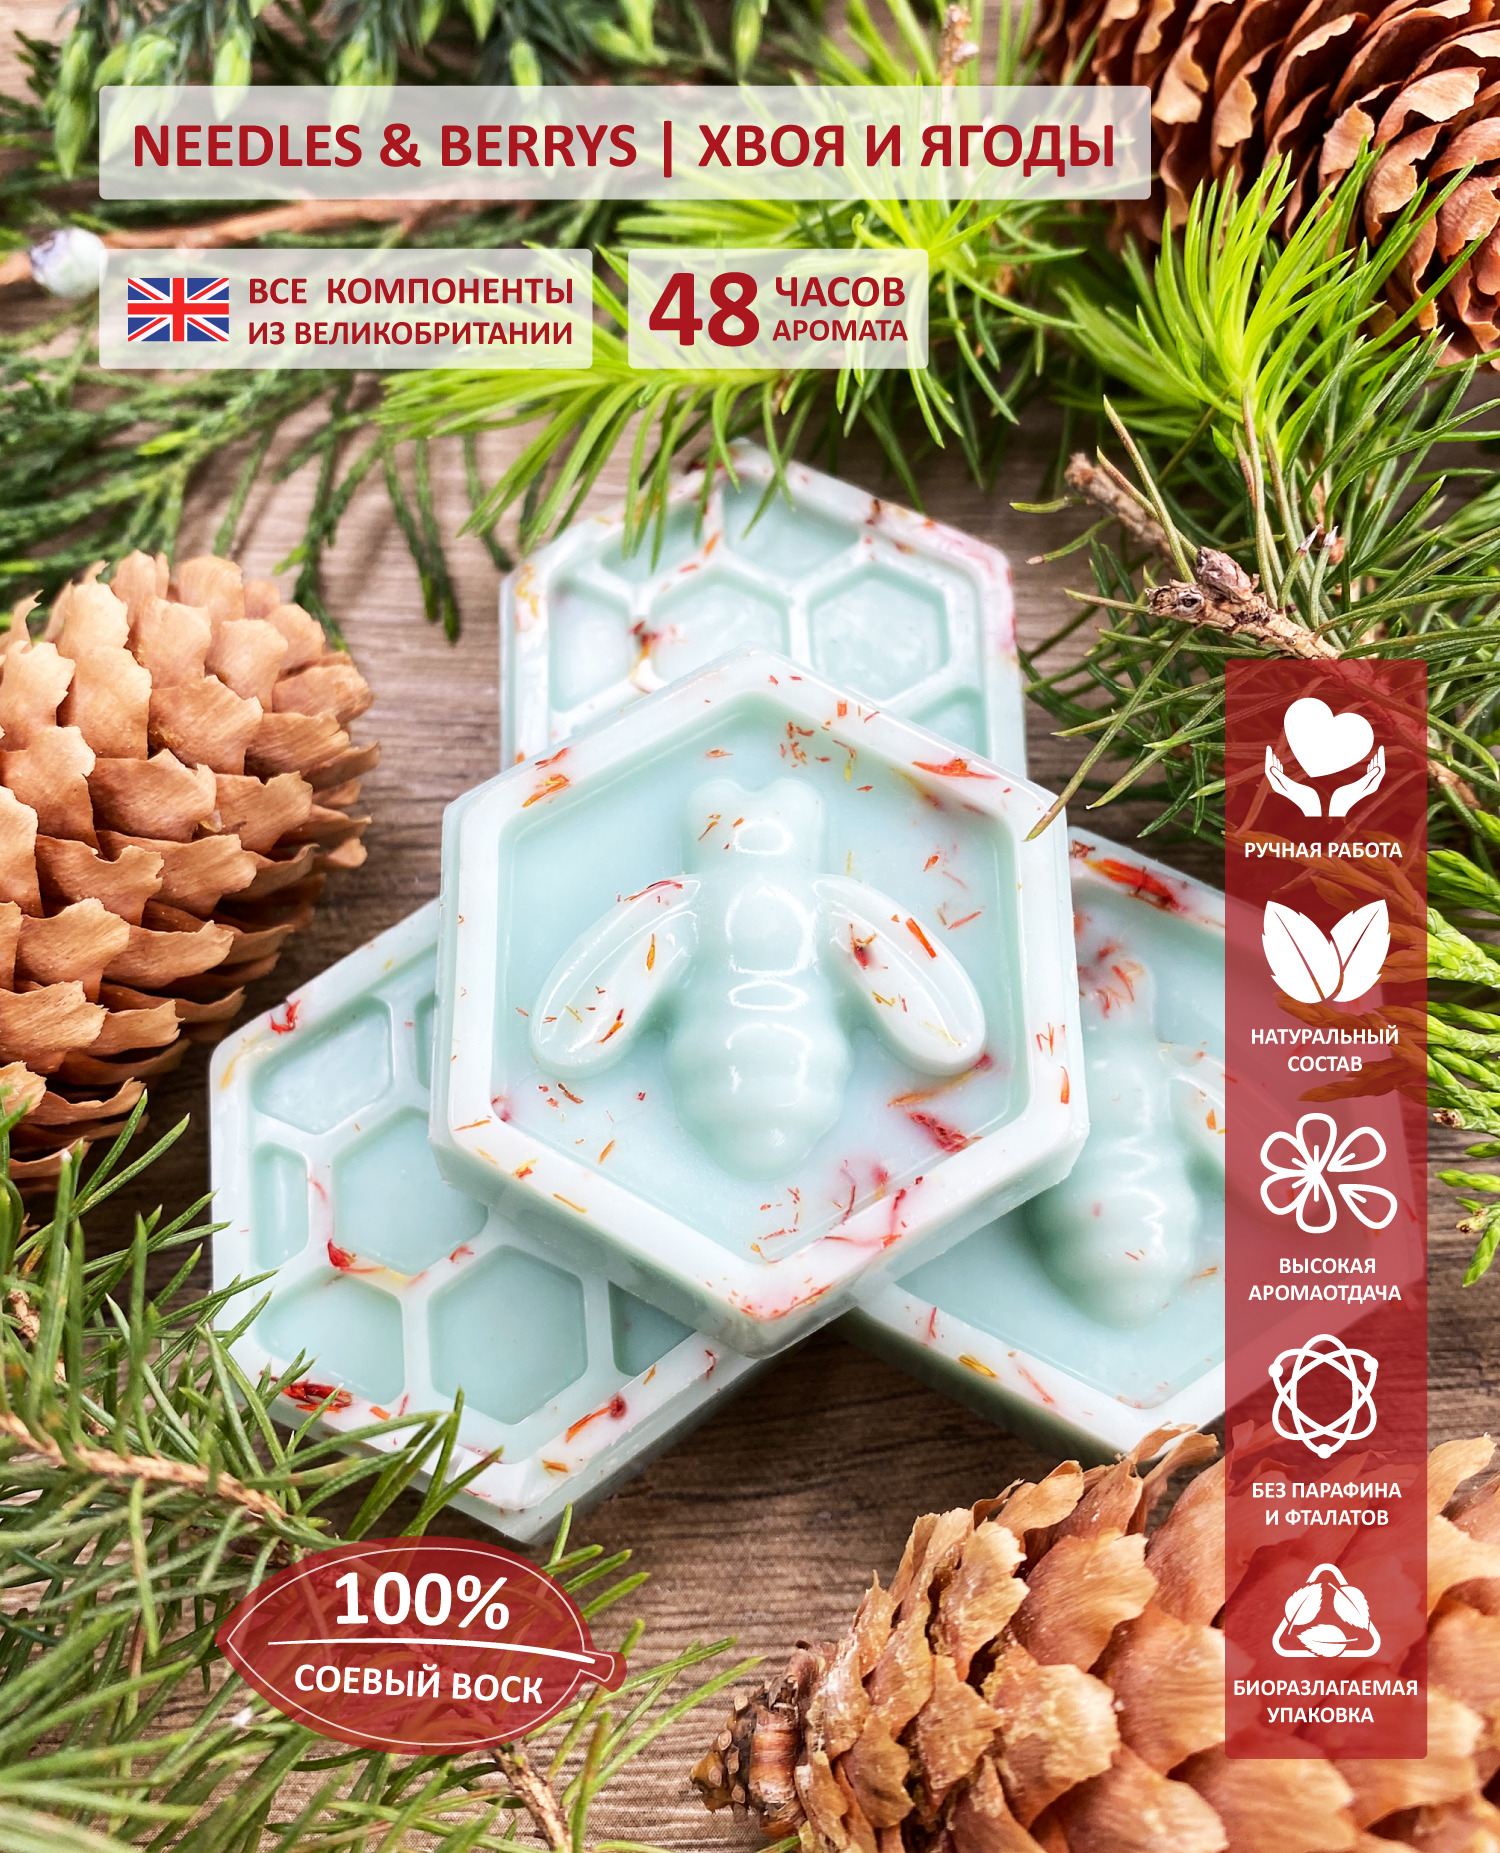 NEEDLES & BERRYS | ХВОЯ И ЯГОДЫ
ВСЕ КОМПОНЕНТЫ
ИЗ ВЕЛИКОБРИТАНИИ
48 ЧАСОВ
АРОМАТА
РУЧНАЯ РАБОТА
НАТУРАЛЬНЫЙ
СОСТАВ
ВЫСОКАЯ
АРОМАОТДАЧА
БЕЗ ПАРАФИНА
И ФТАЛАТОВ
БИОРАЗЛАГАЕМАЯ
УПАКОВКА
100%
СОЕВЫЙ ВОСК